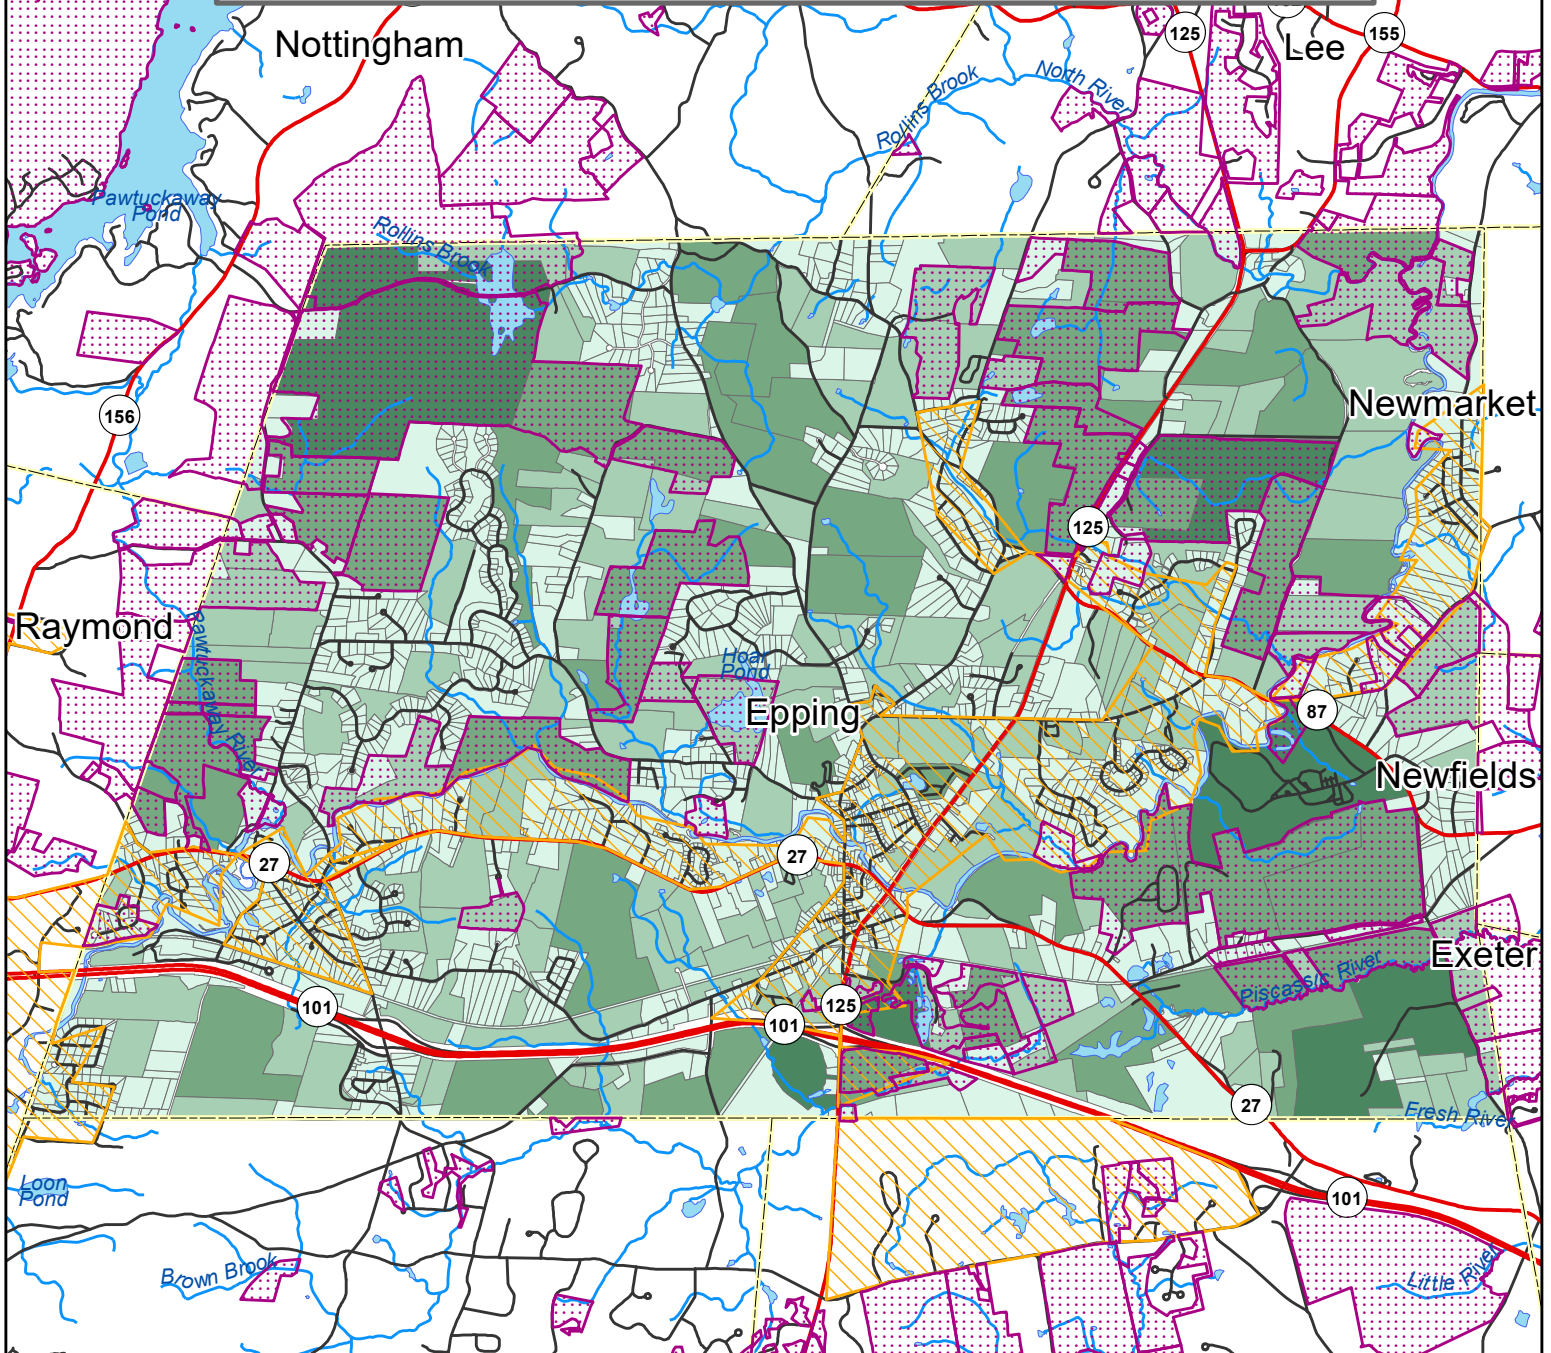 Nottingham
125
Lee
155
North River
Rollins Brook
Pawtuckaway
Pond
Rollins Brook
156
Newmarket
125
Raymond
Pawtuckaway River
Hoar
Pond
Epping
87
Newfields
27
27
Exeter
Piscassic River
101
125
101
27
Fresh River
Loon
Pond
101
Brown Brook
Little River